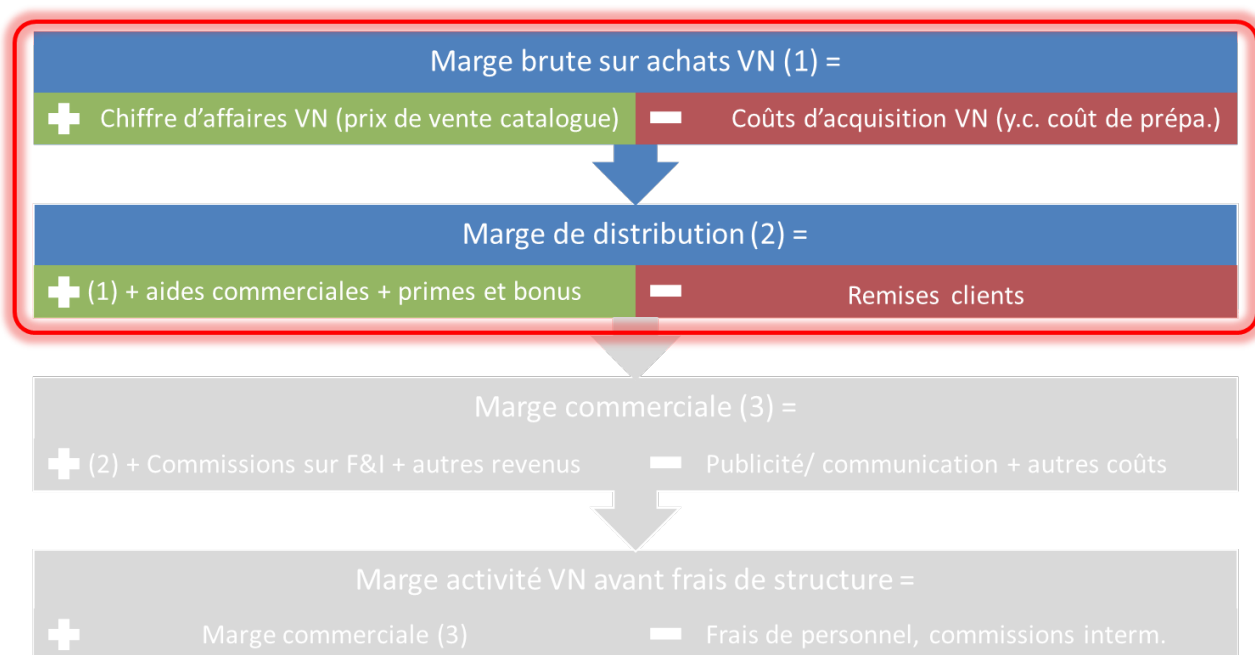 Marge brute sur achats VN (1) =
+ Chiffre d’affaires VN (prix de vente catalogue)
− Coûts d’acquisition VN (y.c. coût de prépa.)
Marge de distribution (2) =
+ (1) + aides commerciales + primes et bonus
− Remises clients
Marge commerciale (3) =
+ (2) + Commissions sur F&I + autres revenus
− Publicité/ communication + autres coûts
Marge activité VN avant frais de structure =
+ Marge commerciale (3)
− Frais de personnel, commissions interm.